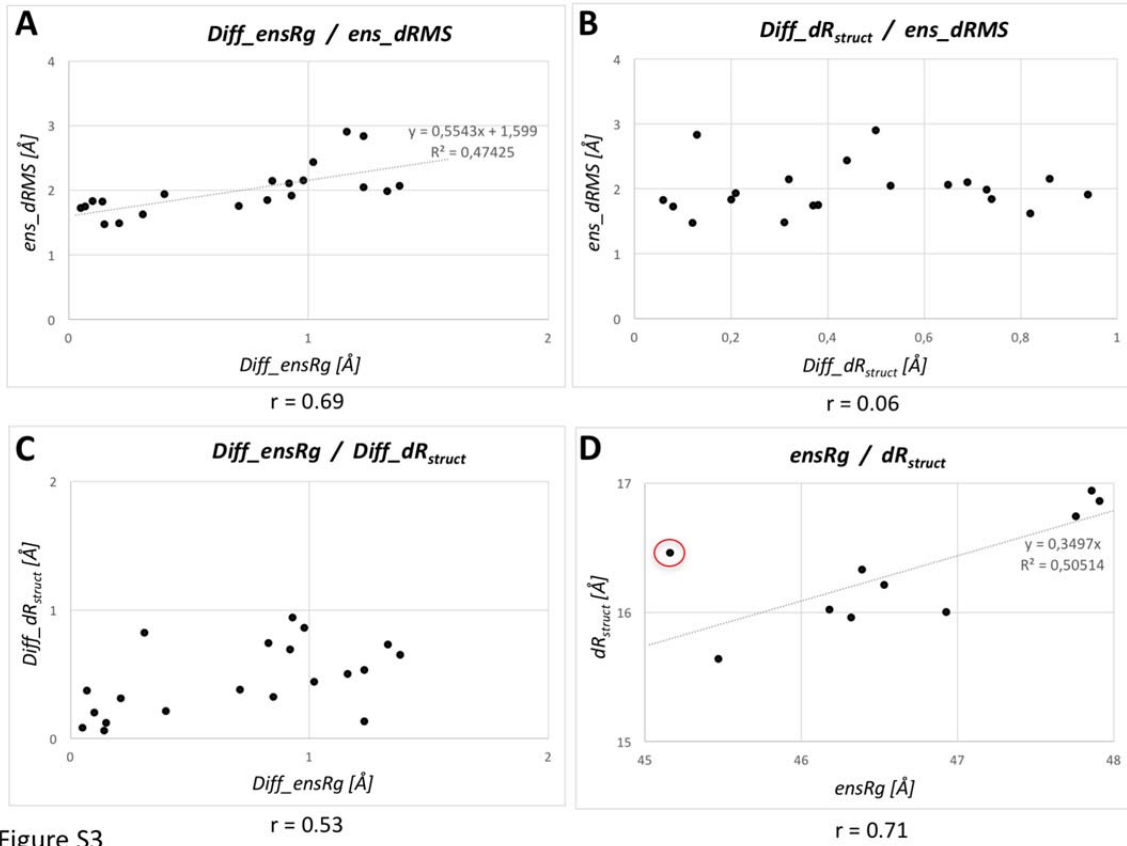 A
Diff_ensRg / ens_dRMS
4
3
2
1
0
0
1
2
ens_dRMS [Å]
y = 0,5543x + 1,599
R² = 0,47425
Diff_ensRg [Å]
r = 0.69
B
Diff_dRstruct / ens_dRMS
4
3
2
1
0
0
0,2
0,4
0,6
0,8
1
ens_dRMS [Å]
Diff_dRstruct [Å]
r = 0.06
C
Diff_ensRg / Diff_dRstruct
2
1
0
0
1
2
Diff_dRstruct [Å]
Diff_ensRg [Å]
r = 0.53
D
ensRg / dRstruct
17
16
15
45
46
47
48
dRstruct [Å]
y = 0,3497x
R² = 0,50514
ensRg [Å]
r = 0.71
Figure S3